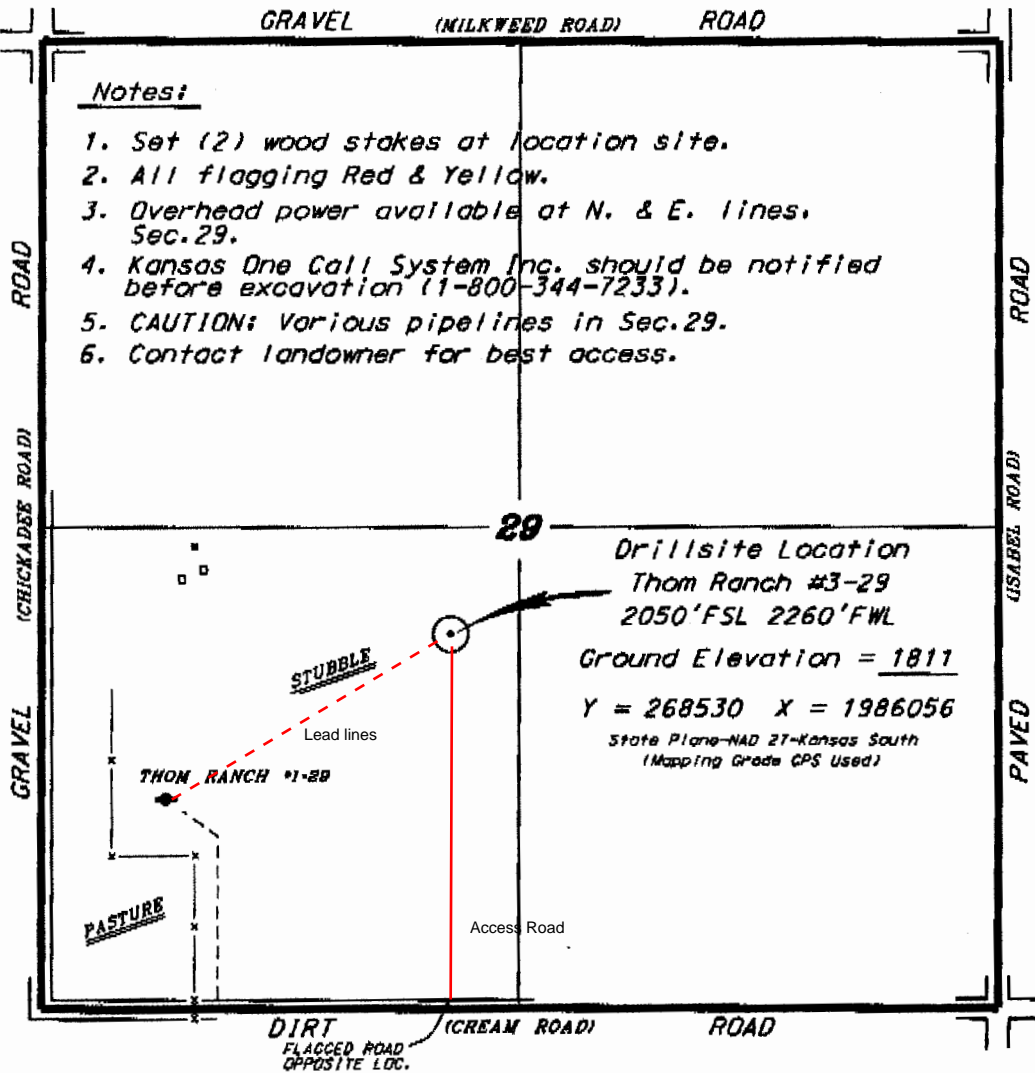 GRAVEL (MILKWEED ROAD) ROAD
Notes:
1. Set (2) wood stakes at location site.
2. All flagging Red & Yellow.
3. Overhead power available at N. & E. lines.
Sec.29.
4. Kansas One Call System Inc. should be notified
before excavation (1-800-344-7233).
5. CAUTION: Various pipelines in Sec.29.
6. Contact landowner for best access.
GRAVEL (CHICKADEE ROAD) ROAD
PAVED (ISABEL ROAD) ROAD
29
Drillsite Location
Thom Ranch #3-29
2050'FSL 2260'FWL
Ground Elevation = 1811
Y = 268530 X = 1986056
State Plane-NAD 27-Kansas South
(Mapping Grade GPS Used)
STUBBLE
Lead lines
THOM RANCH #1-29
PASTURE
Access Road
DIRT (CREAM ROAD) ROAD
FLAGGED ROAD
OPPOSITE LOC.